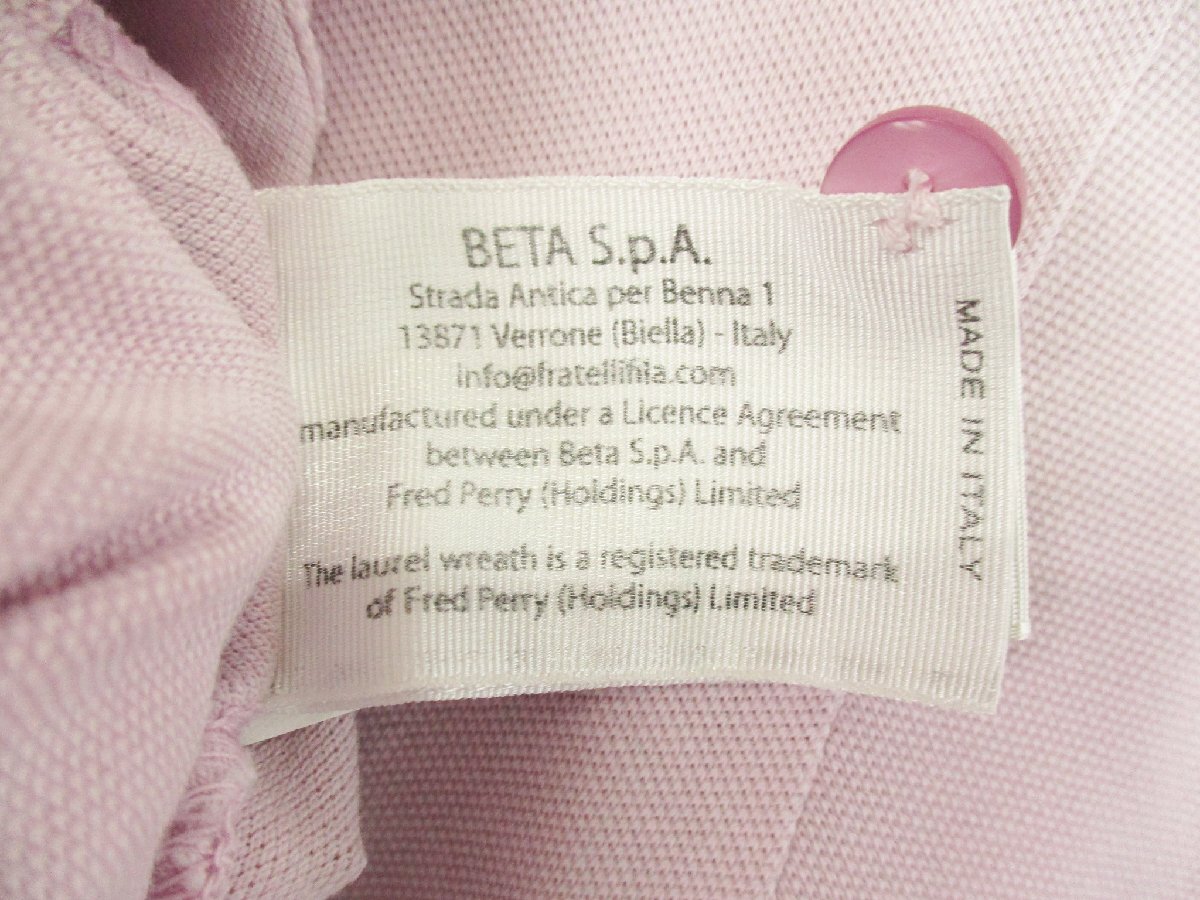 BETA S.p.A.
Strada Antica per Benna 1
13871 Verrone (Biella) - Italy
info@fratellifila.com
manufactured under a Licence Agreement
between Beta S.p.A. and
Fred Perry (Holdings) Limited
The laurel wreath is a registered trademark
of Fred Perry (Holdings) Limited
MADE IN ITALY